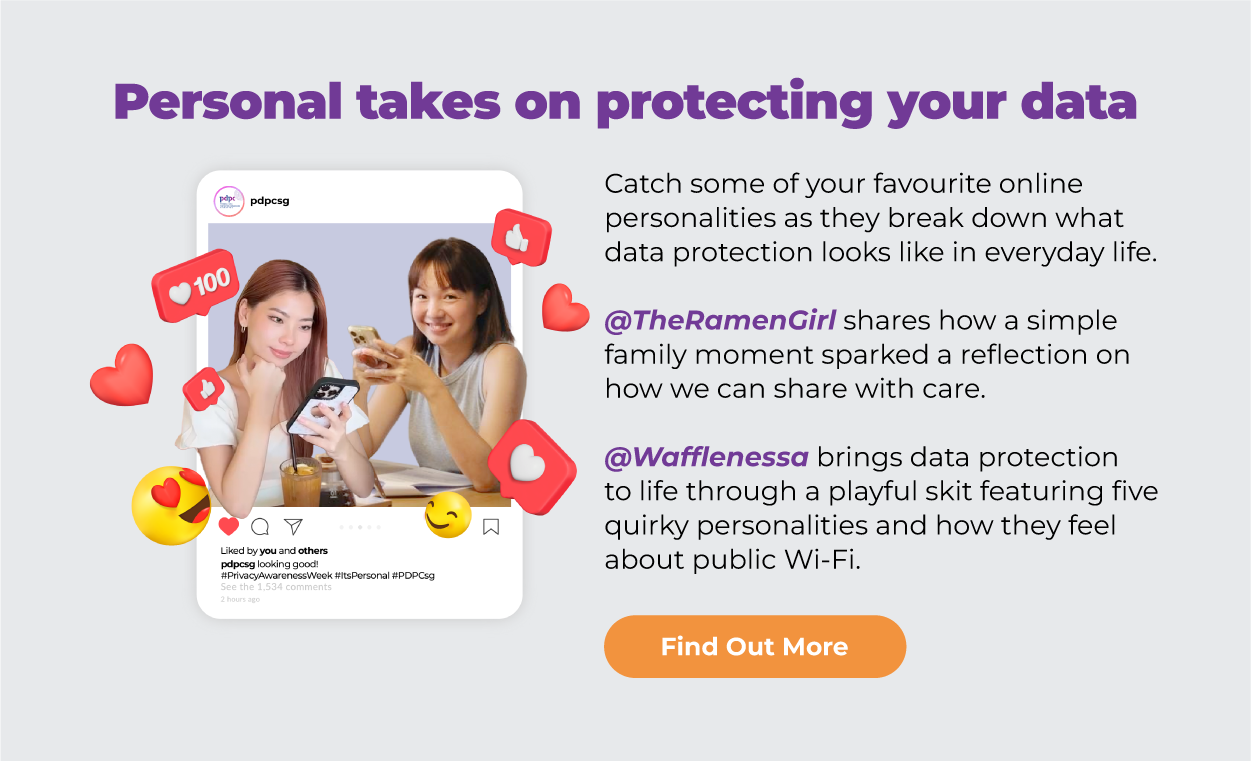 Personal takes on protecting your data
pdpc
pdpcsg
100
Liked by you and others
pdpcsg looking good!
#PrivacyAwarenessWeek #ItsPersonal #PDPCsg
See the 1,534 comments
2 hours ago
Catch some of your favourite online
personalities as they break down what
data protection looks like in everyday life.
@TheRamenGirl shares how a simple
family moment sparked a reflection on
how we can share with care.
@Wafflenessa brings data protection
to life through a playful skit featuring five
quirky personalities and how they feel
about public Wi-Fi.
Find Out More